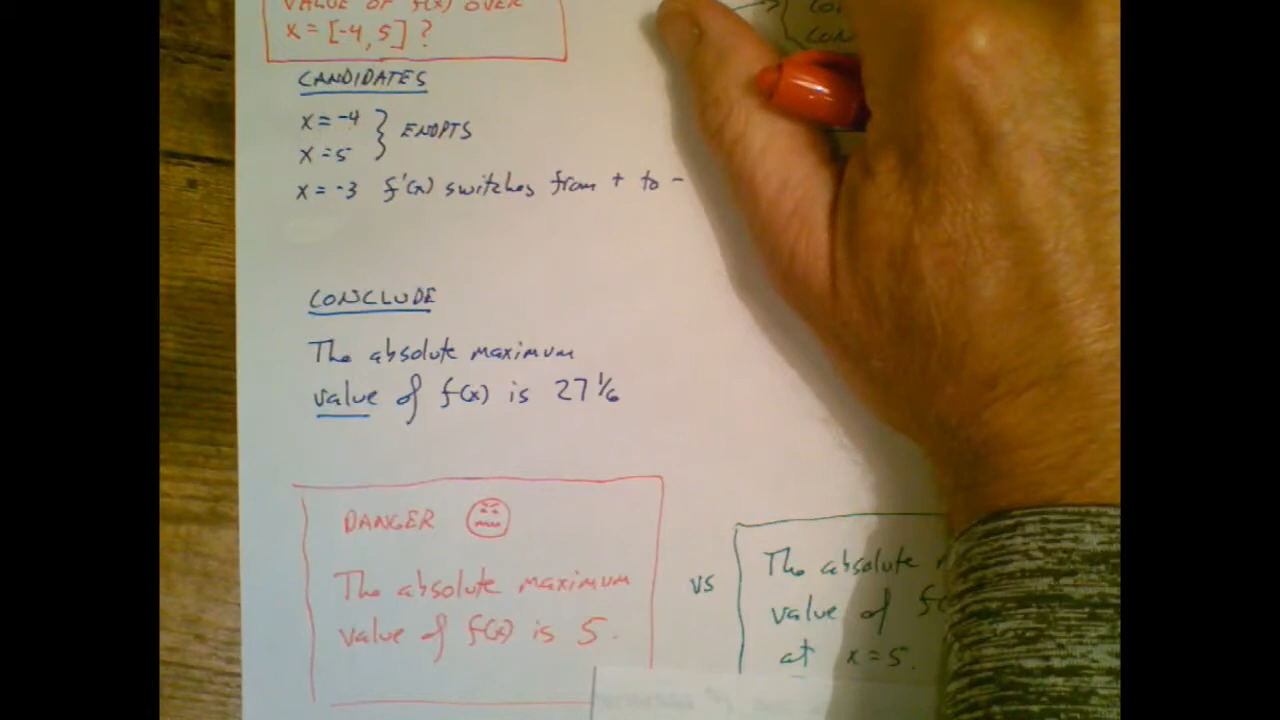 VALUE OF f(x) OVER
x = [-4, 5] ?
CANDIDATES
x = -4
x = 5
} ENDPTS
x = -3 f'(x) switches from + to -
CONCLUDE
The absolute maximum
value of f(x) is 27 1/6
DANGER
The absolute maximum
value of f(x) is 5.
vs
The absolute
value of
at x = 5.